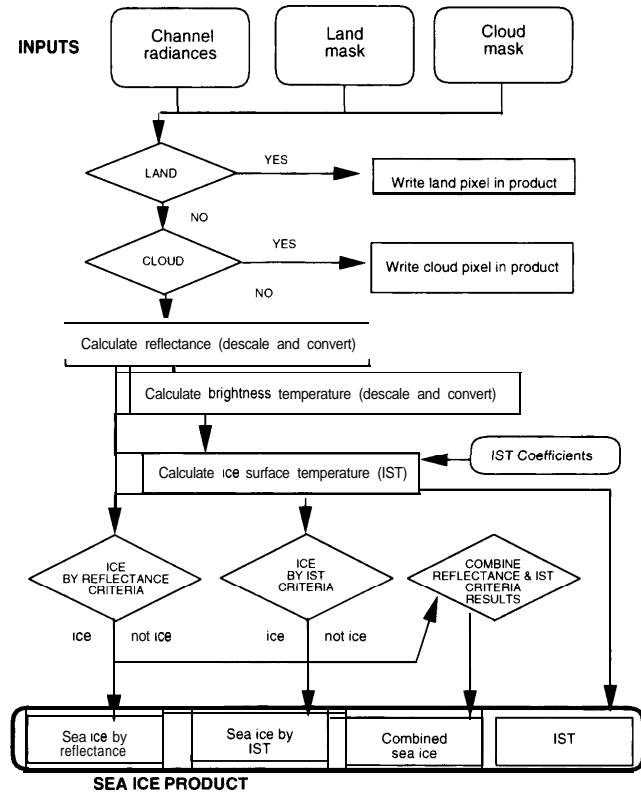 INPUTS
Channel
radiances
Land
mask
Cloud
mask
LAND
YES
Write land pixel in product
NO
CLOUD
YES
Write cloud pixel in product
NO
Calculate reflectance (descale and convert)
Calculate brightness temperature (descale and convert)
Calculate ice surface temperature (IST)
IST Coefficients
ICE
BY REFLECTANCE
CRITERIA
ICE
BY IST
CRITERIA
COMBINE
REFLECTANCE & IST
CRITERIA
RESULTS
ice
not ice
ice
not ice
Sea ice by
reflectance
Sea ice by
IST
Combined
sea ice
IST
SEA ICE PRODUCT